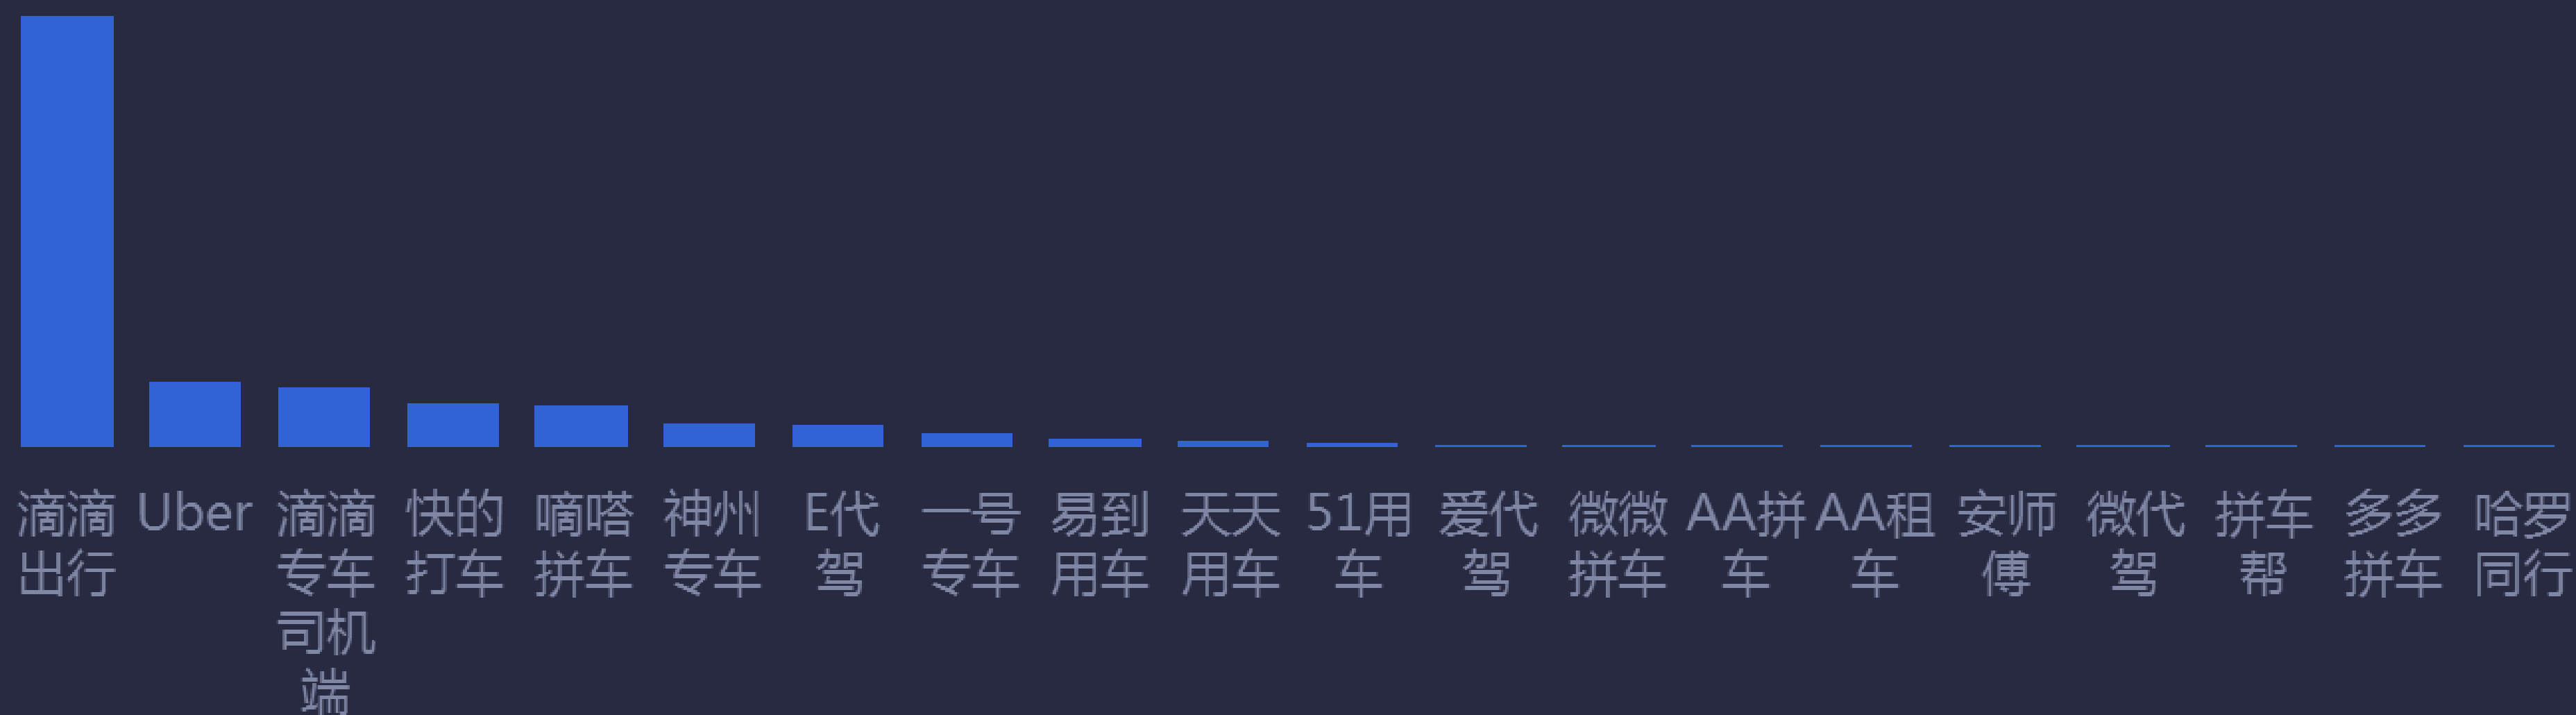 滴滴
出行
Uber
滴滴
专车
司机
端
快的
打车
嘀嗒
拼车
神州
专车
E代
驾
一号
专车
易到
用车
天天
用车
51用
车
爱代
驾
微微
拼车
AA拼
车
AA租
车
安师
傅
微代
驾
拼车
帮
多多
拼车
哈罗
同行